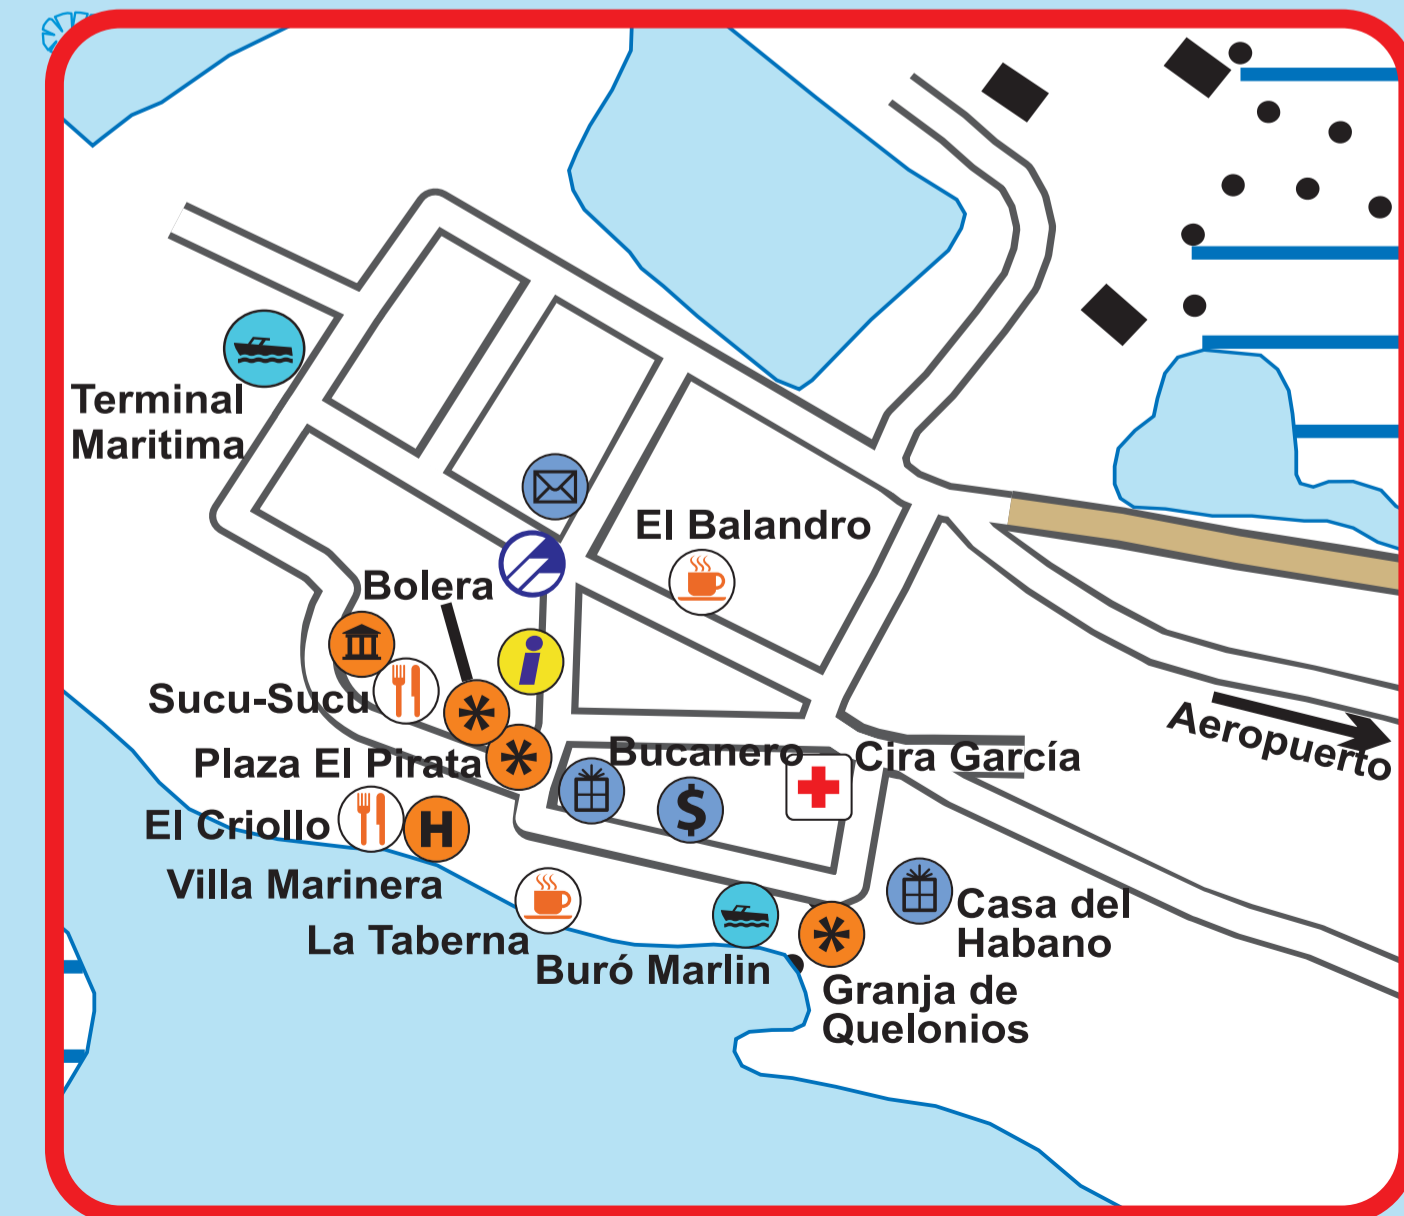 Terminal
Maritima
El Balandro
Bolera
i
Sucu-Sucu
Plaza El Pirata
Bucanero
Cira García
Aeropuerto
$
El Criollo
H
Villa Marinera
La Taberna
Buró Marlin
Casa del
Habano
Granja de
Quelonios